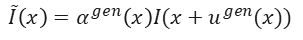 Ĩ(x) = α^{gen}(x)I(x + u^{gen}(x))